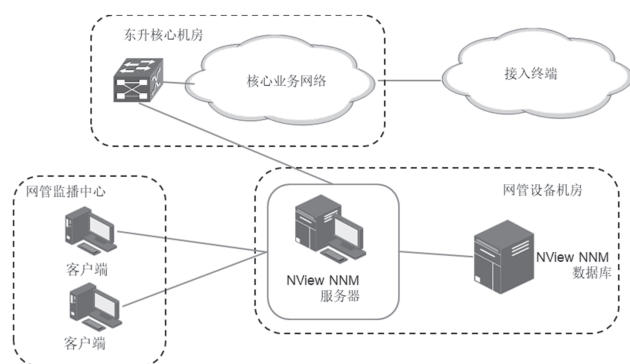 东升核心机房
核心业务网络
接入终端
网管监播中心
客户端
客户端
网管设备机房
NView NNM
服务器
NView NNM
数据库